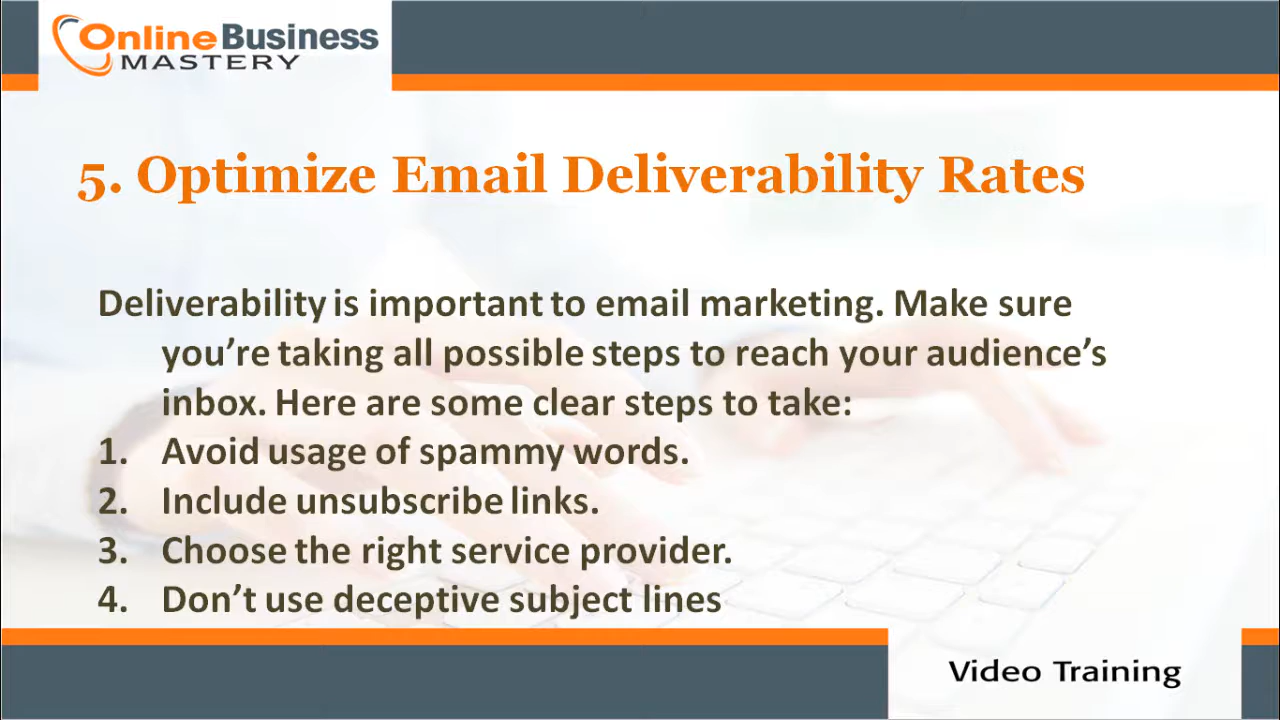 Online Business
MASTERY
5. Optimize Email Deliverability Rates
Deliverability is important to email marketing. Make sure
you’re taking all possible steps to reach your audience’s
inbox. Here are some clear steps to take:
1. Avoid usage of spammy words.
2. Include unsubscribe links.
3. Choose the right service provider.
4. Don’t use deceptive subject lines
Video Training